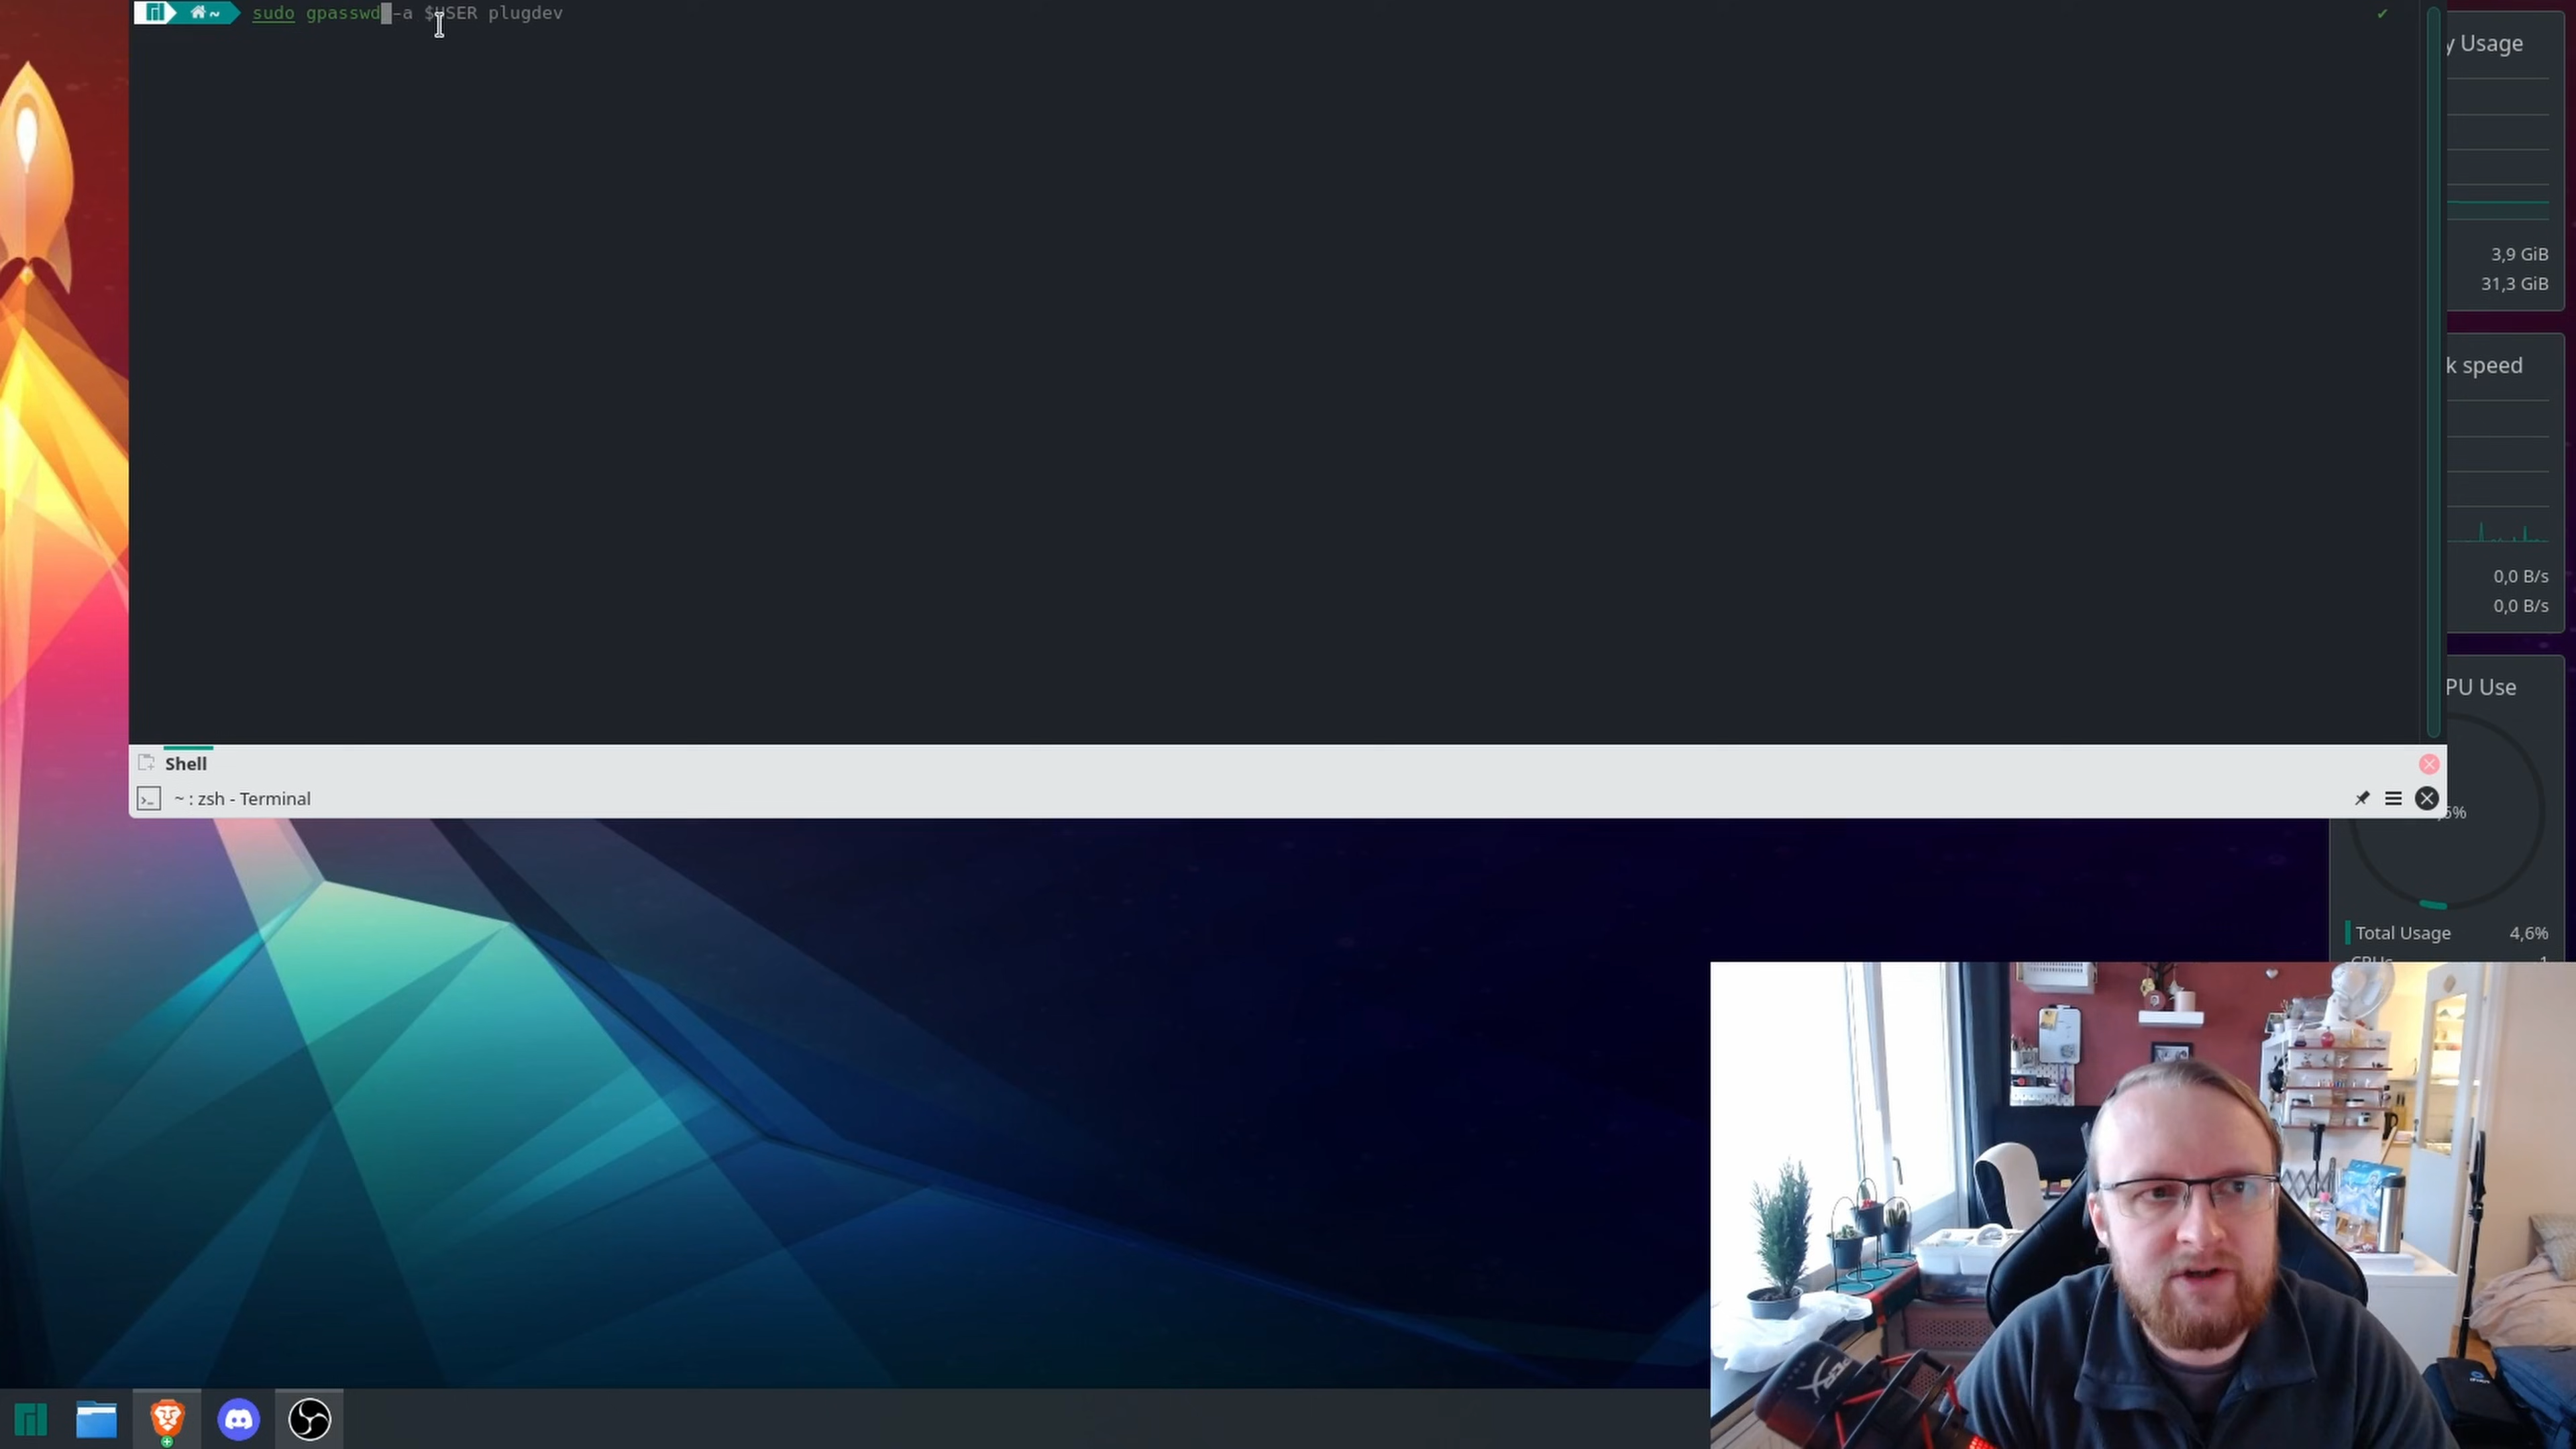 ~ sudo gpasswd -a $USER plugdev ✔
y Usage
3,9 GiB
31,3 GiB
k speed
0,0 B/s
0,0 B/s
PU Use
Shell
~ : zsh - Terminal
Total Usage 4,6%